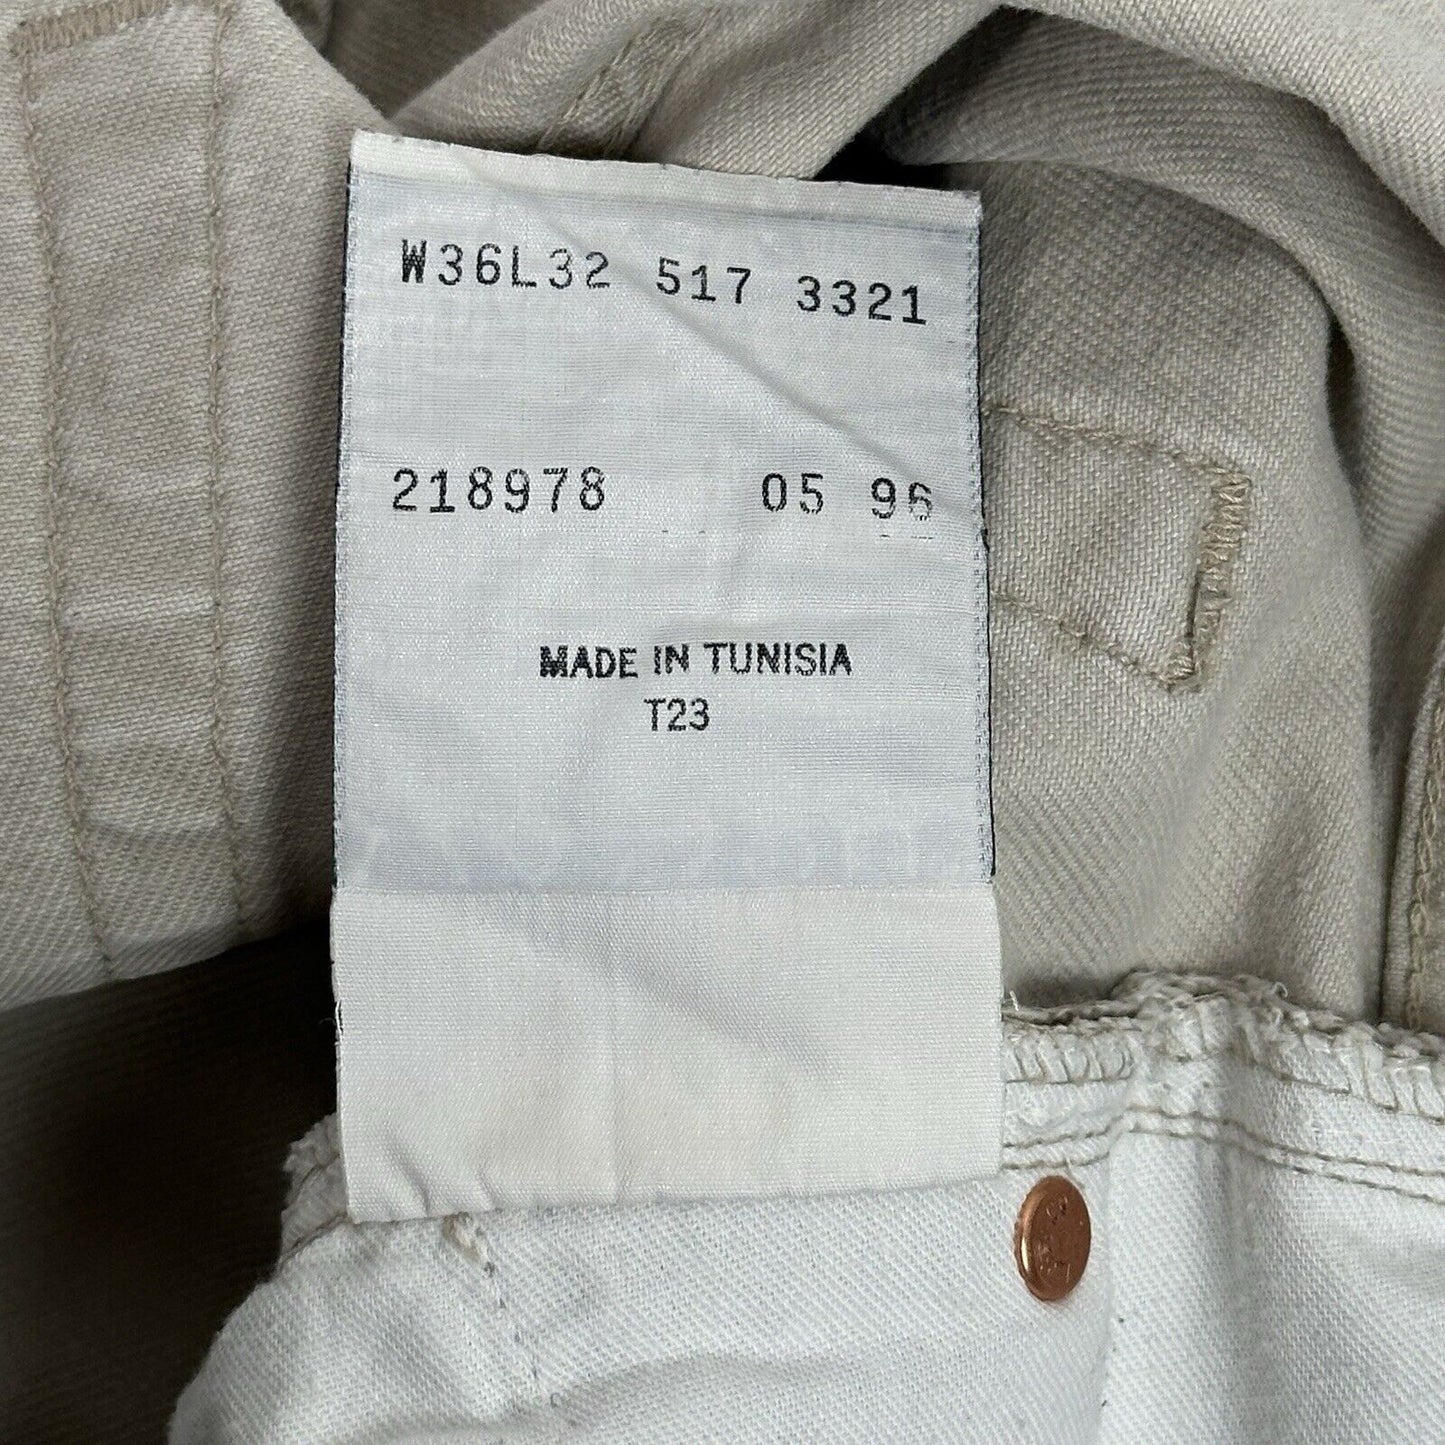 W36L32 517 3321
218978 05 96
MADE IN TUNISIA
T23